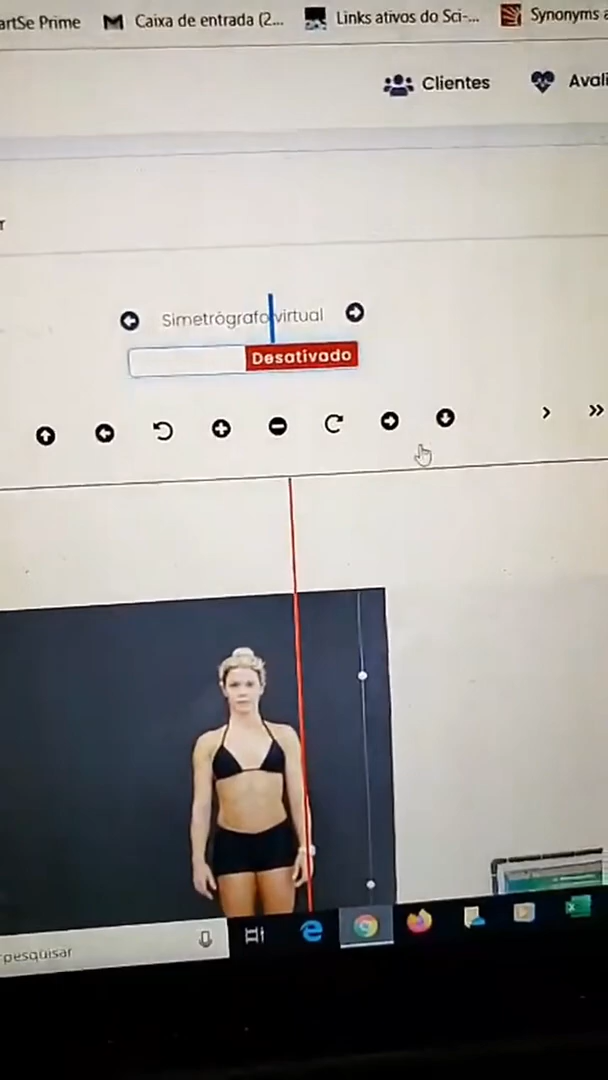 artSe Prime
Caixa de entrada (2...
Links ativos do Sci-...
Synonyms a
Clientes
Avali
r
Simetrógrafo virtual
Desativado
pesquisar